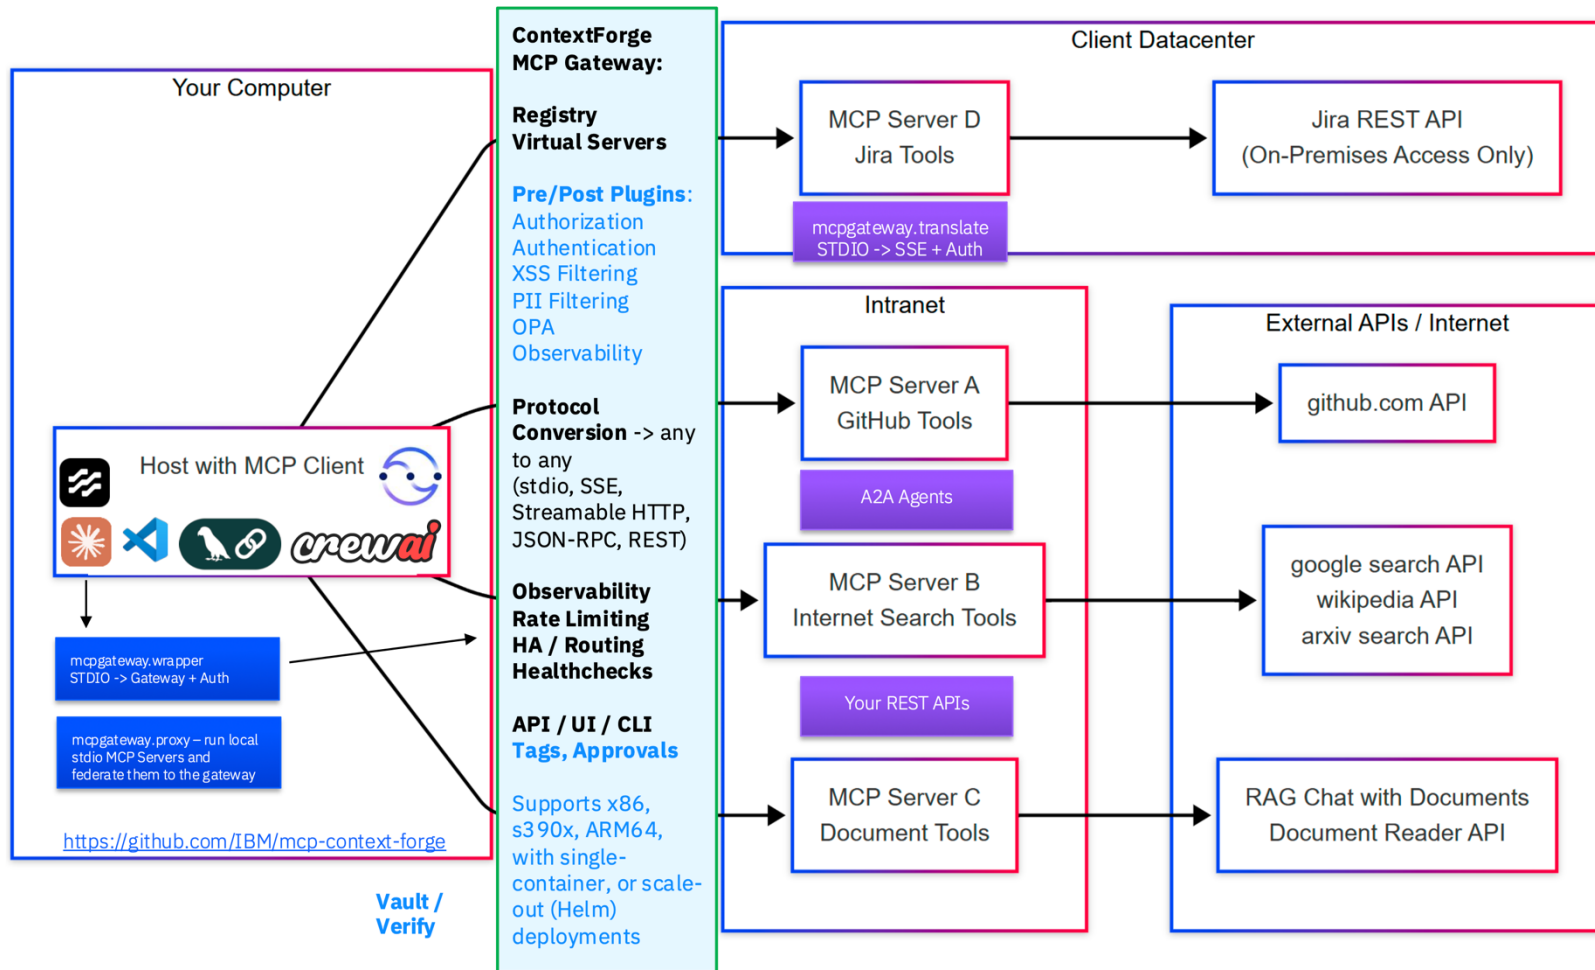 Your Computer
Host with MCP Client
crewai
mcpgateway.wrapper
STDIO -> Gateway + Auth
mcpgateway.proxy – run local
stdio MCP Servers and
federate them to the gateway
https://github.com/IBM/mcp-context-forge
Vault /
Verify
ContextForge
MCP Gateway:
Registry
Virtual Servers
Pre/Post Plugins:
Authorization
Authentication
XSS Filtering
PII Filtering
OPA
Observability
Protocol
Conversion -> any
to any
(stdio, SSE,
Streamable HTTP,
JSON-RPC, REST)
Observability
Rate Limiting
HA / Routing
Healthchecks
API / UI / CLI
Tags, Approvals
Supports x86,
s390x, ARM64,
with single-
container, or scale-
out (Helm)
deployments
Client Datacenter
MCP Server D
Jira Tools
Jira REST API
(On-Premises Access Only)
mcpgateway.translate
STDIO -> SSE + Auth
Intranet
MCP Server A
GitHub Tools
A2A Agents
MCP Server B
Internet Search Tools
Your REST APIs
MCP Server C
Document Tools
External APIs / Internet
github.com API
google search API
wikipedia API
arxiv search API
RAG Chat with Documents
Document Reader API